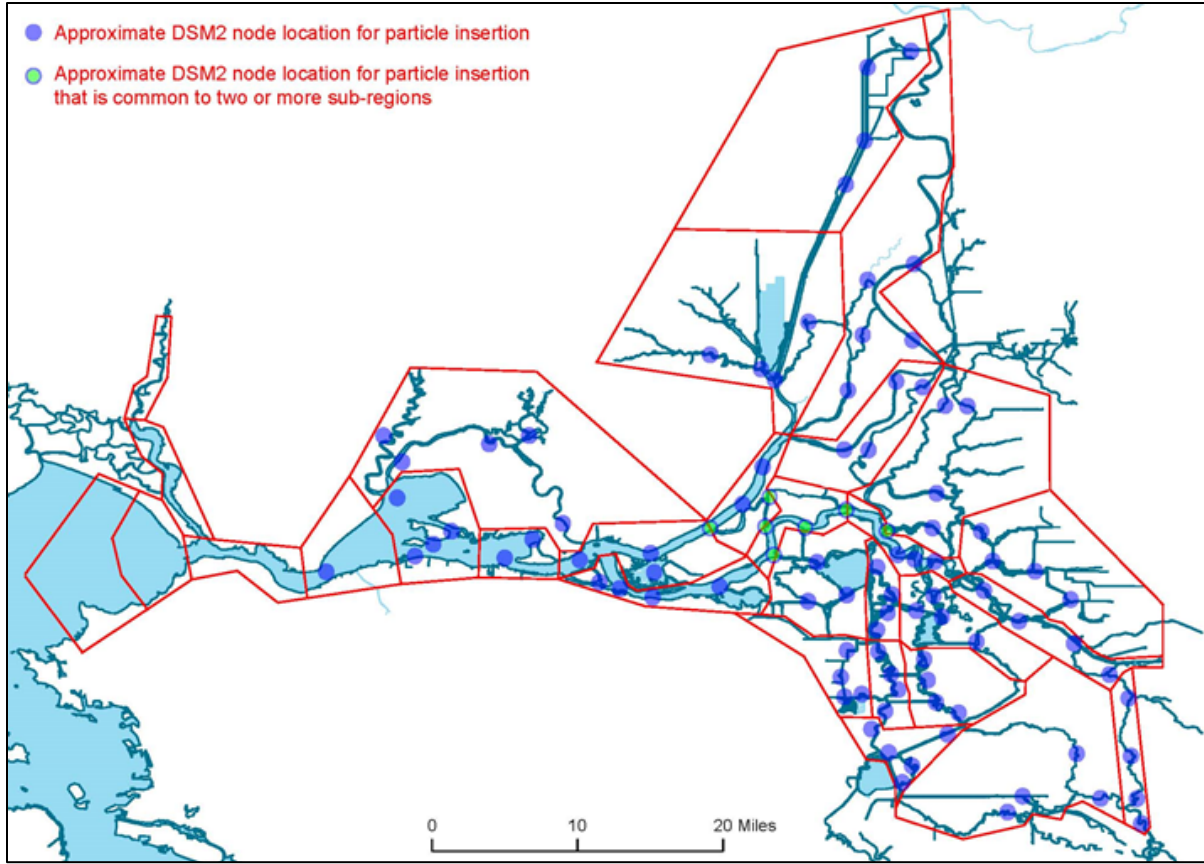 Approximate DSM2 node location for particle insertion
Approximate DSM2 node location for particle insertion
that is common to two or more sub-regions
0 10 20 Miles